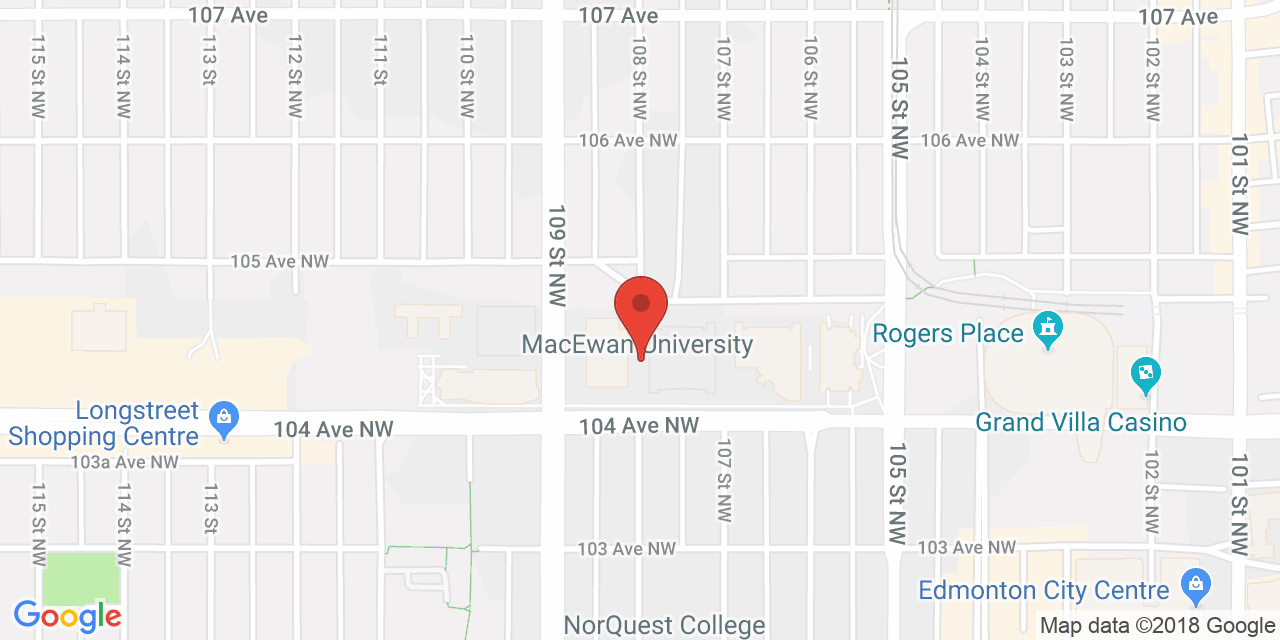 107 Ave
107 Ave
107 Ave
115 St NW
114 St NW
113 St
112 St NW
111 St
110 St NW
108 St NW
107 St NW
106 St NW
105 St NW
104 St NW
103 St NW
102 St NW
106 Ave NW
106 Ave NW
101 St NW
109 St NW
105 Ave NW
Rogers Place
MacEwan University
Grand Villa Casino
Longstreet
Shopping Centre
104 Ave NW
104 Ave NW
103a Ave NW
115 St NW
114 St NW
113 St
107 St NW
105 St NW
102 St NW
101 St NW
103 Ave NW
103 Ave NW
Edmonton City Centre
Google
NorQuest College
Map data ©2018 Google